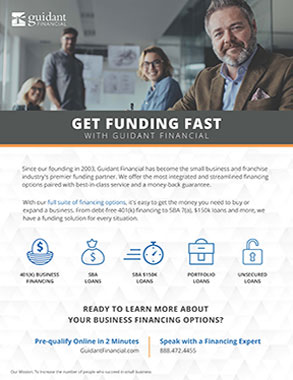 guidant
FINANCIAL
GET FUNDING FAST
WITH GUIDANT FINANCIAL
Since our founding in 2003, Guidant Financial has become the small business and franchise
industry's premier funding partner. We offer the most integrated and streamlined financing
options paired with best-in-class service and a money-back guarantee.
With our full suite of financing options, it's easy to get the money you need to buy or
expand a business. From debt-free 401(k) financing to SBA 7(a), $150k loans and more, we
have a funding solution for every situation.
401(k) BUSINESS
FINANCING
SBA
LOANS
SBA $150K
LOANS
PORTFOLIO
LOANS
UNSECURED
LOANS
READY TO LEARN MORE ABOUT
YOUR BUSINESS FINANCING OPTIONS?
Pre-qualify Online in 2 Minutes
GuidantFinancial.com
Speak with a Financing Expert
888.472.4455
Our Mission: To increase the number of people who succeed in small business.